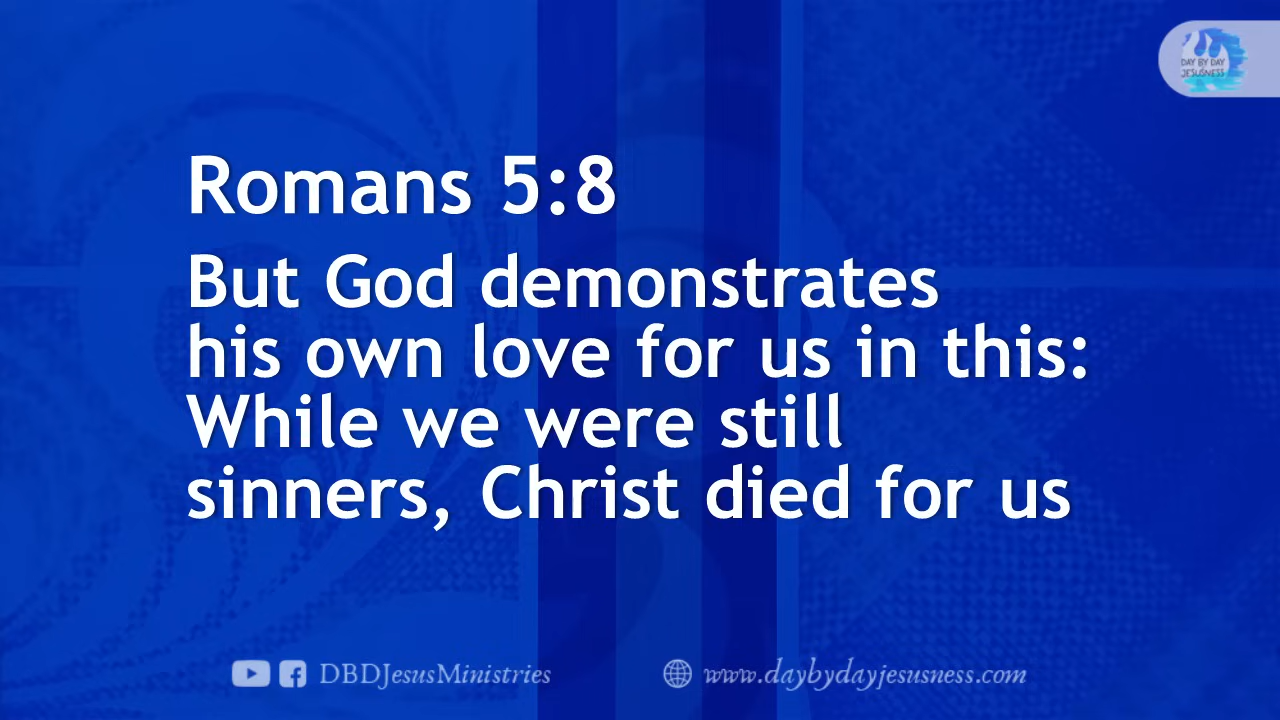 DAY BY DAY
JESUSNESS
Romans 5:8
But God demonstrates
his own love for us in this:
While we were still
sinners, Christ died for us
DBDJesusMinistries
www.daybydayjesusness.com